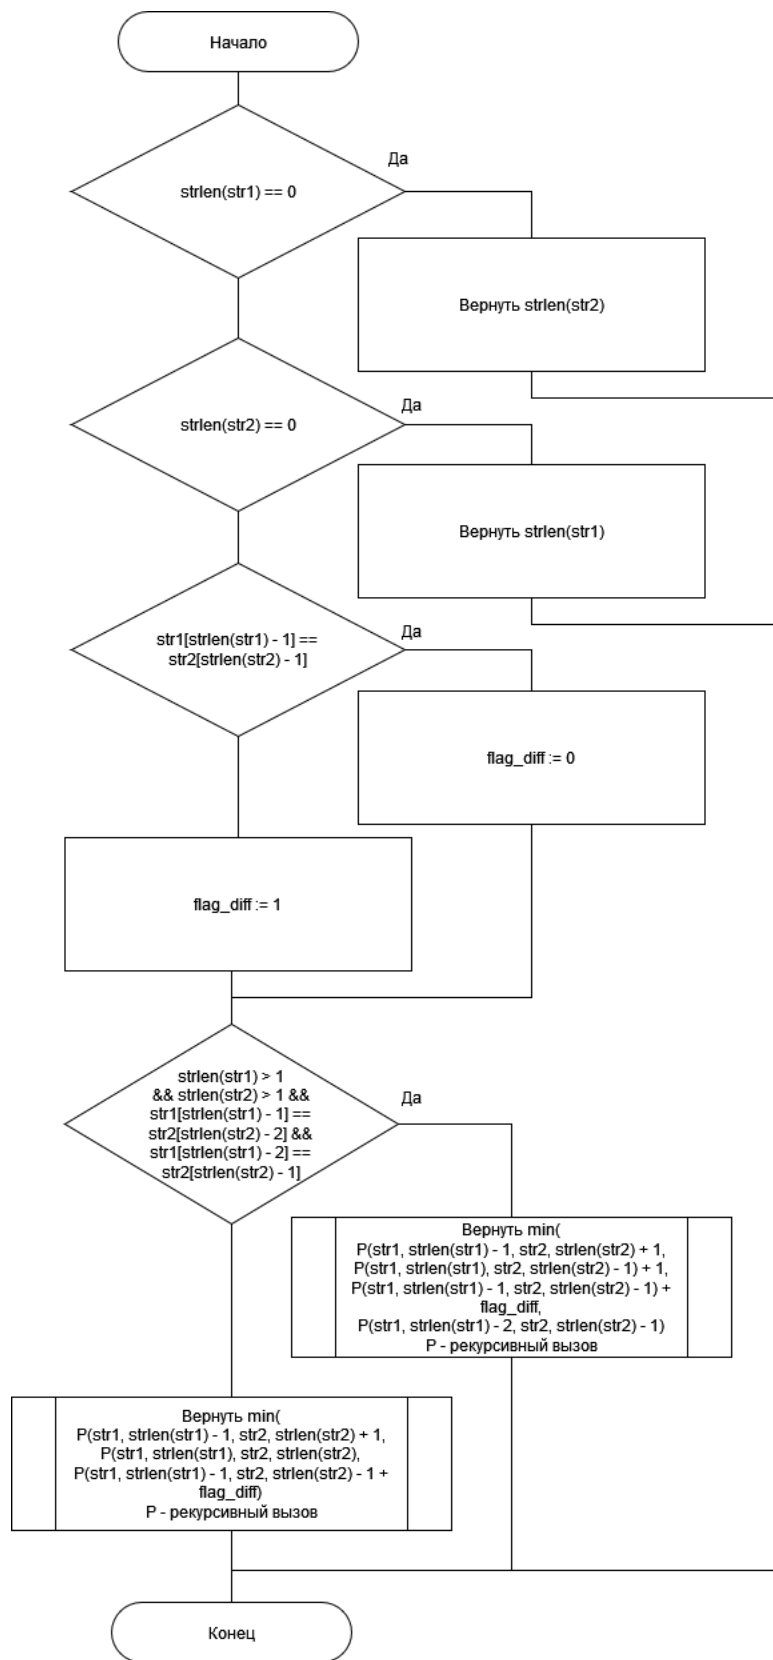 Начало
Да
strlen(str1) == 0
Вернуть strlen(str2)
Да
strlen(str2) == 0
Вернуть strlen(str1)
Да
str1[strlen(str1) - 1] ==
str2[strlen(str2) - 1]
flag_diff := 0
flag_diff := 1
strlen(str1) > 1
&& strlen(str2) > 1 &&
str1[strlen(str1) - 1] ==
str2[strlen(str2) - 2] &&
str1[strlen(str1) - 2] ==
str2[strlen(str2) - 1]
Да
Вернуть min(
P(str1, strlen(str1) - 1, str2, strlen(str2) + 1,
P(str1, strlen(str1), str2, strlen(str2) - 1) + 1,
P(str1, strlen(str1) - 1, str2, strlen(str2) - 1) +
flag_diff,
P(str1, strlen(str1) - 2, str2, strlen(str2) - 1)
P - рекурсивный вызов
Вернуть min(
P(str1, strlen(str1) - 1, str2, strlen(str2) + 1,
P(str1, strlen(str1), str2, strlen(str2),
P(str1, strlen(str1) - 1, str2, strlen(str2) - 1 +
flag_diff)
P - рекурсивный вызов
Конец